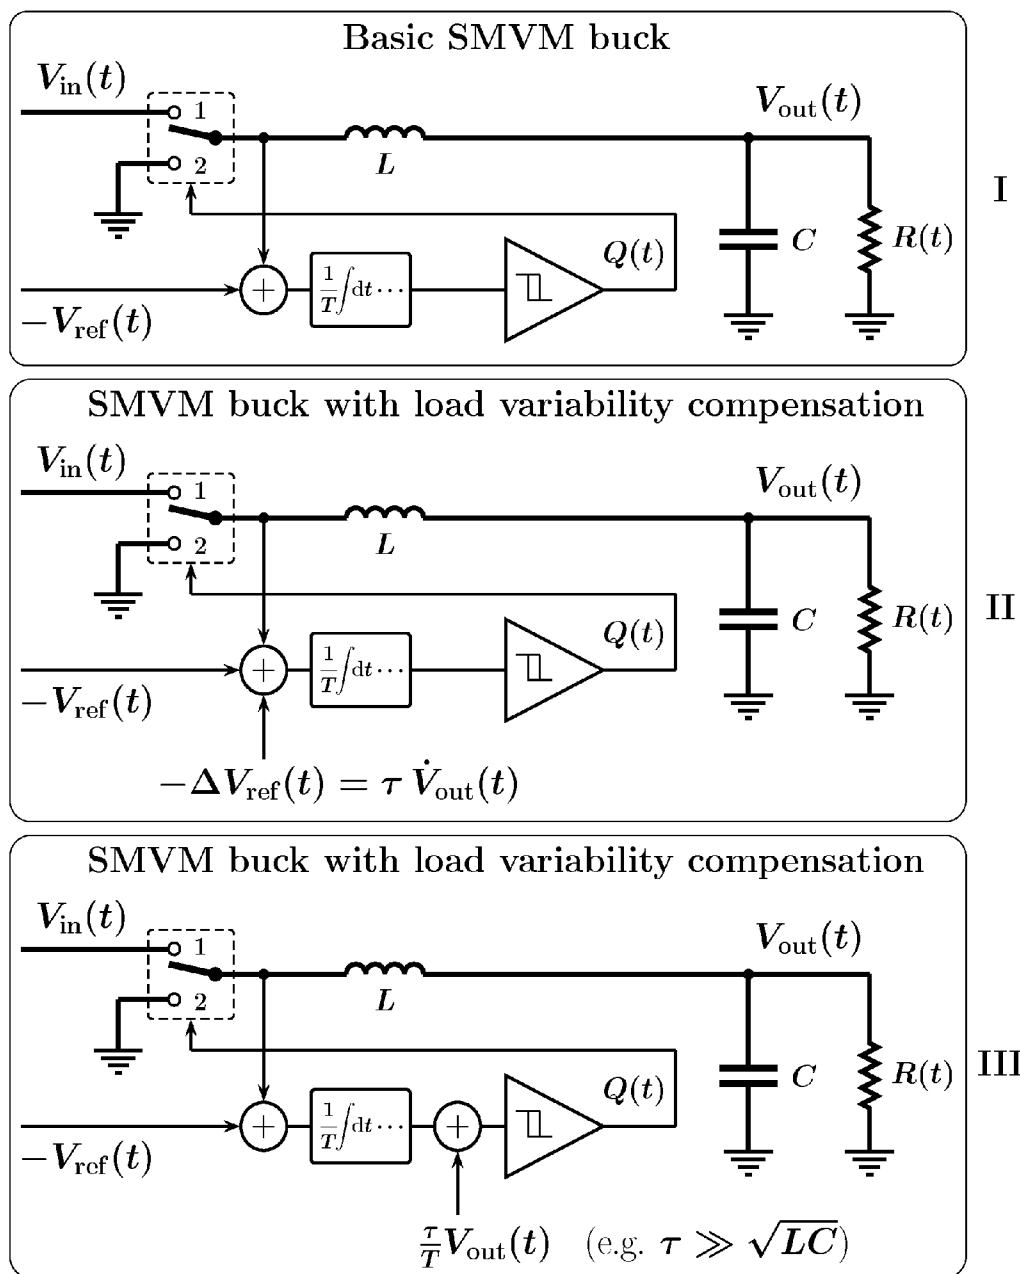 Basic SMVM buck
V_in(t)
1
V_out(t)
2
L
I
Q(t)
C
R(t)
+
1/T ∫dt···
−V_ref(t)
SMVM buck with load variability compensation
V_in(t)
1
V_out(t)
2
L
II
Q(t)
C
R(t)
+
1/T ∫dt···
−V_ref(t)
−ΔV_ref(t) = τ V̇_out(t)
SMVM buck with load variability compensation
V_in(t)
1
V_out(t)
2
L
III
Q(t)
C
R(t)
+
1/T ∫dt···
+
−V_ref(t)
τ/T V_out(t) (e.g. τ ≫ √LC)